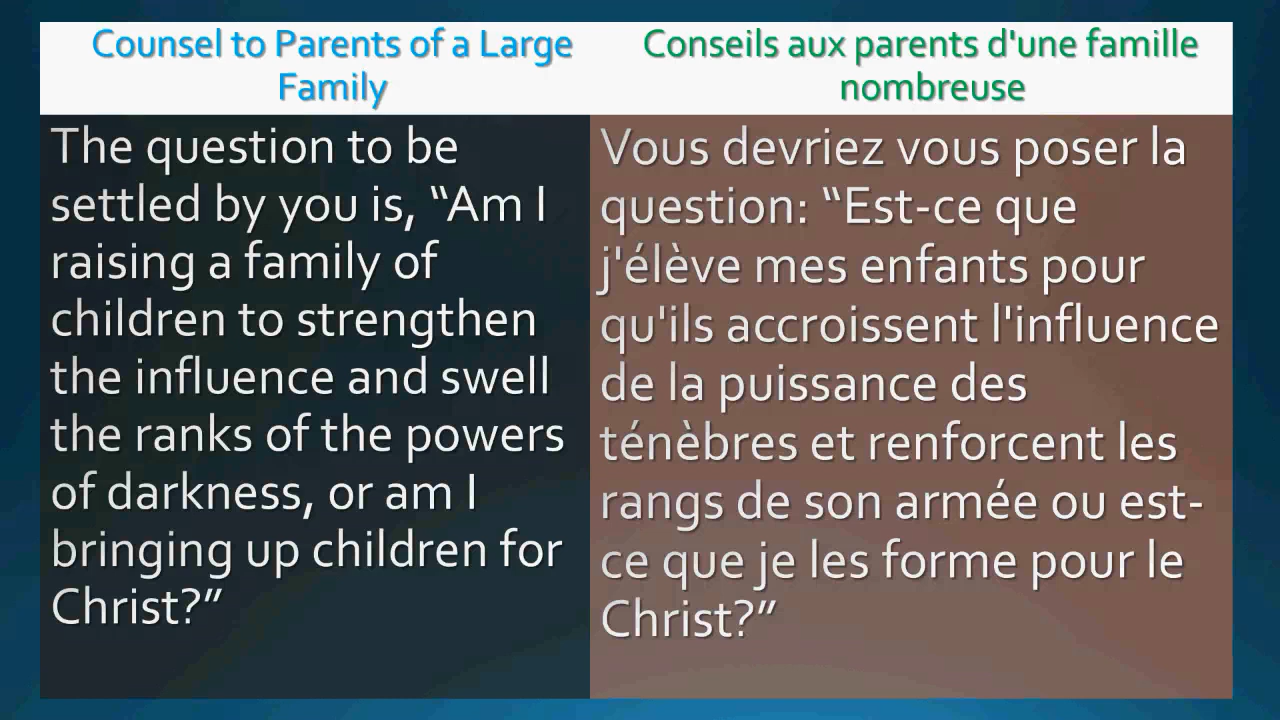 Counsel to Parents of a Large
Family
Conseils aux parents d'une famille
nombreuse
The question to be
settled by you is, “Am I
raising a family of
children to strengthen
the influence and swell
the ranks of the powers
of darkness, or am I
bringing up children for
Christ?”
Vous devriez vous poser la
question: “Est-ce que
j'élève mes enfants pour
qu'ils accroissent l'influence
de la puissance des
ténèbres et renforcent les
rangs de son armée ou est-
ce que je les forme pour le
Christ?”